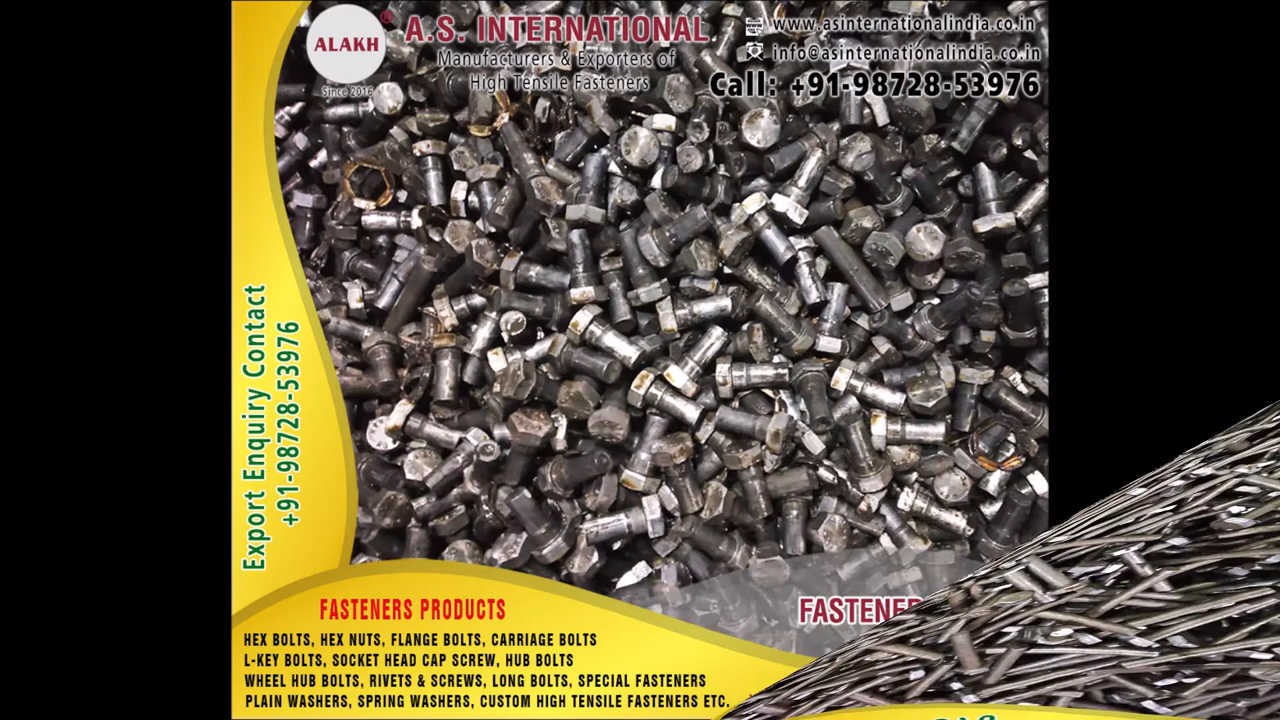 ALAKH
®
Since 2016
A.S. INTERNATIONAL
Manufacturers & Exporters of
High Tensile Fasteners
www.asinternationalindia.co.in
info@asinternationalindia.co.in
Call: +91-98728-53976
Export Enquiry Contact
+91-98728-53976
FASTENERS PRODUCTS
HEX BOLTS, HEX NUTS, FLANGE BOLTS, CARRIAGE BOLTS
L-KEY BOLTS, SOCKET HEAD CAP SCREW, HUB BOLTS
WHEEL HUB BOLTS, RIVETS & SCREWS, LONG BOLTS, SPECIAL FASTENERS
PLAIN WASHERS, SPRING WASHERS, CUSTOM HIGH TENSILE FASTENERS ETC.